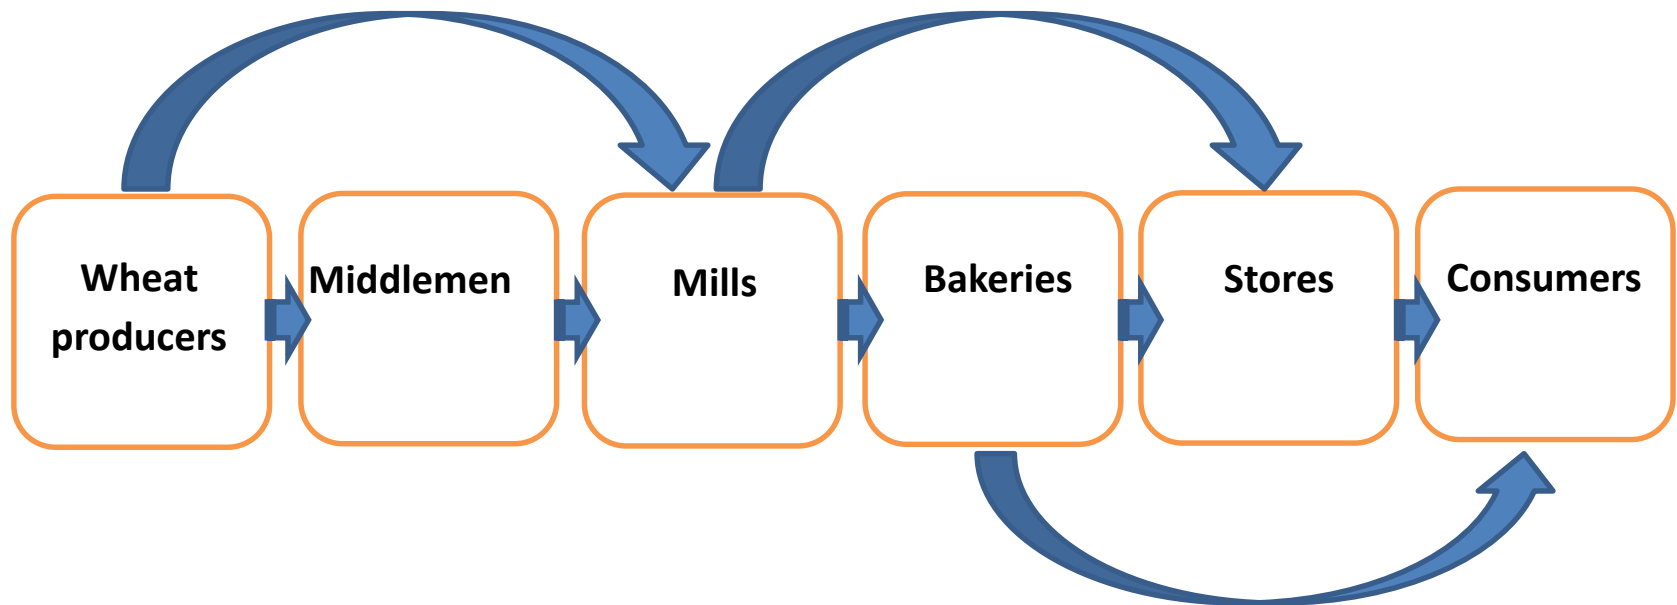 Wheat
producers
Middlemen
Mills
Bakeries
Stores
Consumers